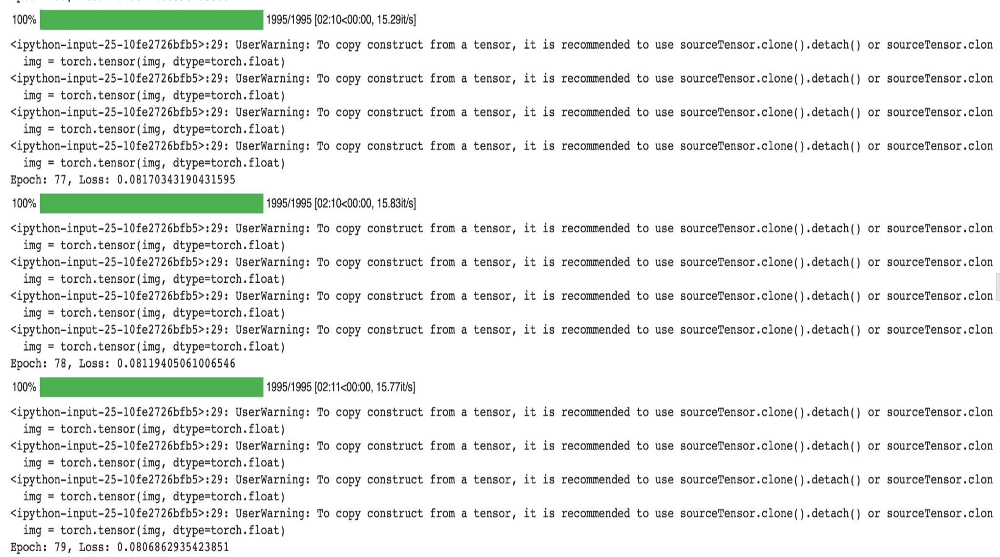 100% 1995/1995 [02:10<00:00, 15.29it/s]
<ipython-input-25-10fe2726bfb5>:29: UserWarning: To copy construct from a tensor, it is recommended to use sourceTensor.clone().detach() or sourceTensor.clon
img = torch.tensor(img, dtype=torch.float)
<ipython-input-25-10fe2726bfb5>:29: UserWarning: To copy construct from a tensor, it is recommended to use sourceTensor.clone().detach() or sourceTensor.clon
img = torch.tensor(img, dtype=torch.float)
<ipython-input-25-10fe2726bfb5>:29: UserWarning: To copy construct from a tensor, it is recommended to use sourceTensor.clone().detach() or sourceTensor.clon
img = torch.tensor(img, dtype=torch.float)
<ipython-input-25-10fe2726bfb5>:29: UserWarning: To copy construct from a tensor, it is recommended to use sourceTensor.clone().detach() or sourceTensor.clon
img = torch.tensor(img, dtype=torch.float)
Epoch: 77, Loss: 0.08170343190431595
100% 1995/1995 [02:10<00:00, 15.83it/s]
<ipython-input-25-10fe2726bfb5>:29: UserWarning: To copy construct from a tensor, it is recommended to use sourceTensor.clone().detach() or sourceTensor.clon
img = torch.tensor(img, dtype=torch.float)
<ipython-input-25-10fe2726bfb5>:29: UserWarning: To copy construct from a tensor, it is recommended to use sourceTensor.clone().detach() or sourceTensor.clon
img = torch.tensor(img, dtype=torch.float)
<ipython-input-25-10fe2726bfb5>:29: UserWarning: To copy construct from a tensor, it is recommended to use sourceTensor.clone().detach() or sourceTensor.clon
img = torch.tensor(img, dtype=torch.float)
<ipython-input-25-10fe2726bfb5>:29: UserWarning: To copy construct from a tensor, it is recommended to use sourceTensor.clone().detach() or sourceTensor.clon
img = torch.tensor(img, dtype=torch.float)
Epoch: 78, Loss: 0.08119405061006546
100% 1995/1995 [02:11<00:00, 15.77it/s]
<ipython-input-25-10fe2726bfb5>:29: UserWarning: To copy construct from a tensor, it is recommended to use sourceTensor.clone().detach() or sourceTensor.clon
img = torch.tensor(img, dtype=torch.float)
<ipython-input-25-10fe2726bfb5>:29: UserWarning: To copy construct from a tensor, it is recommended to use sourceTensor.clone().detach() or sourceTensor.clon
img = torch.tensor(img, dtype=torch.float)
<ipython-input-25-10fe2726bfb5>:29: UserWarning: To copy construct from a tensor, it is recommended to use sourceTensor.clone().detach() or sourceTensor.clon
img = torch.tensor(img, dtype=torch.float)
<ipython-input-25-10fe2726bfb5>:29: UserWarning: To copy construct from a tensor, it is recommended to use sourceTensor.clone().detach() or sourceTensor.clon
img = torch.tensor(img, dtype=torch.float)
Epoch: 79, Loss: 0.0806862935423851